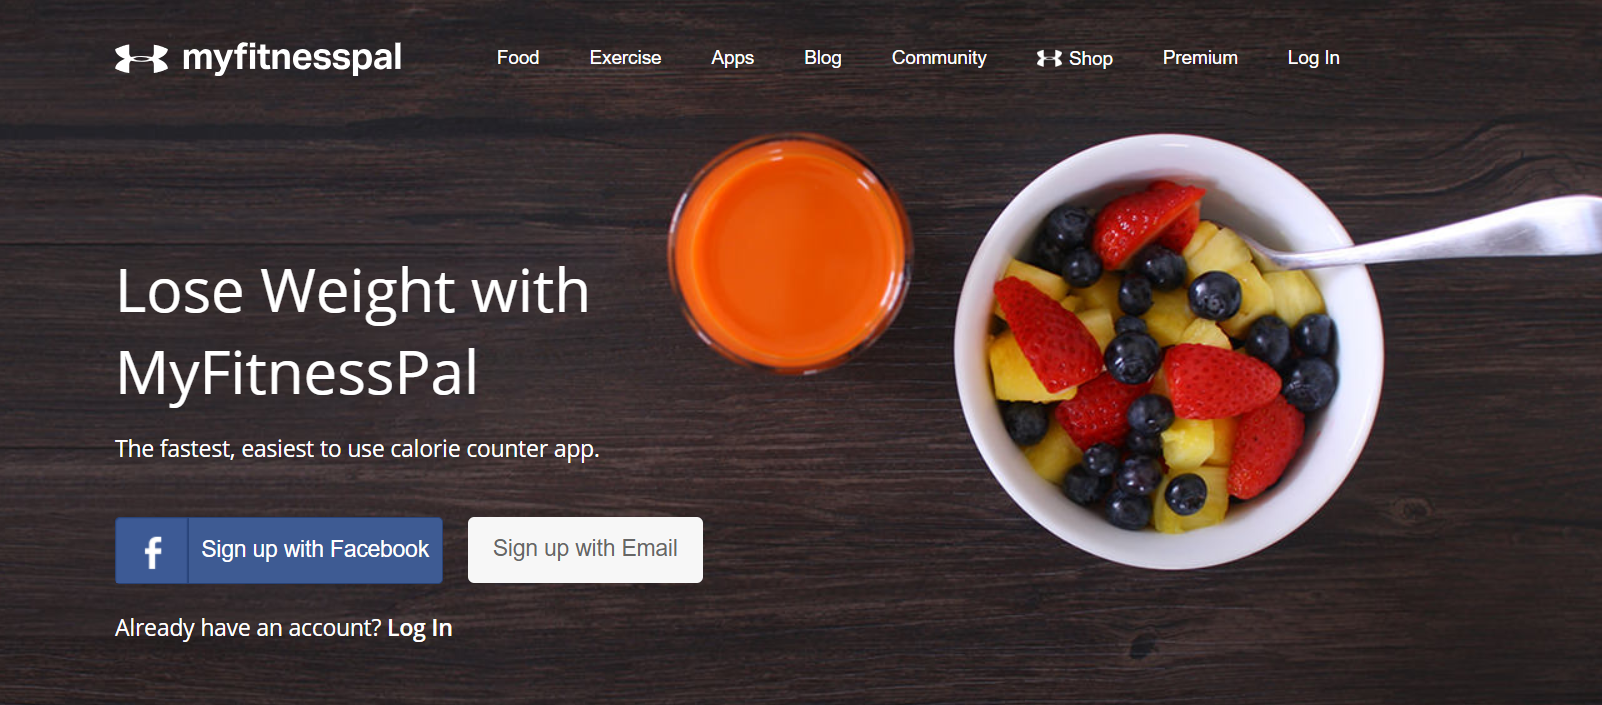 myfitnesspal
Food Exercise Apps Blog Community Shop Premium Log In
Lose Weight with
MyFitnessPal
The fastest, easiest to use calorie counter app.
Sign up with Facebook Sign up with Email
Already have an account? Log In